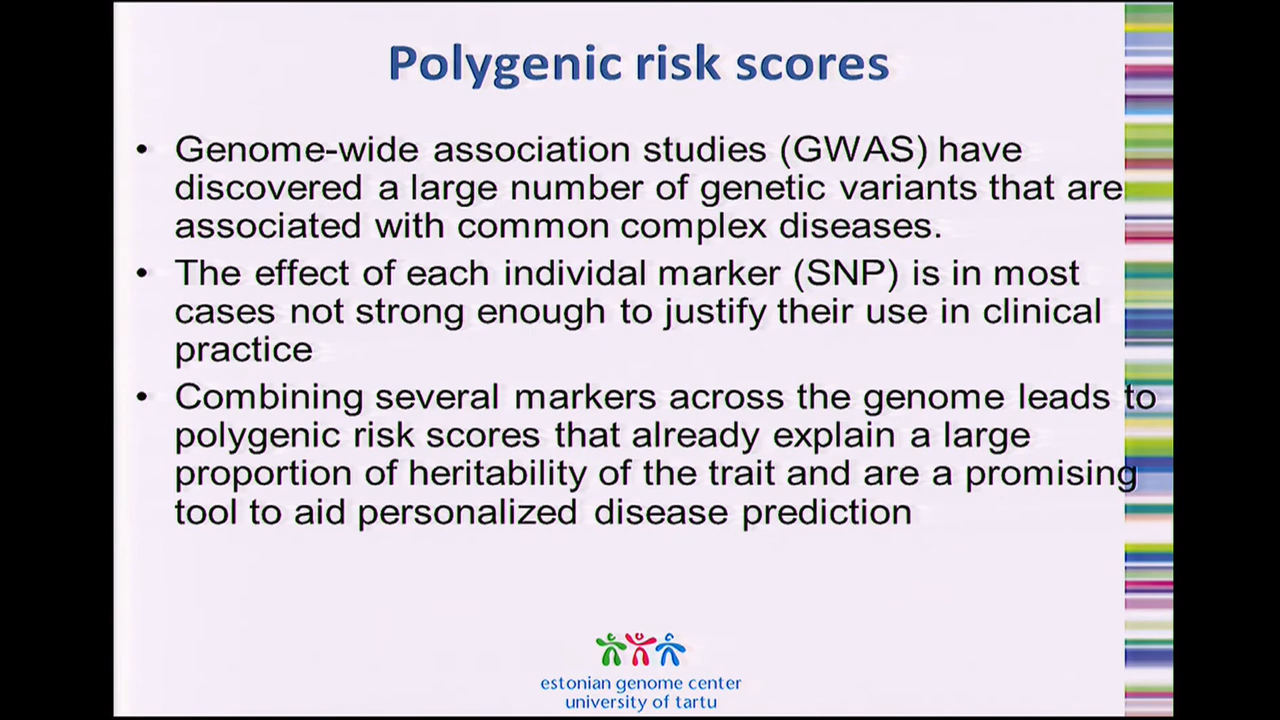 Polygenic risk scores
• Genome-wide association studies (GWAS) have
discovered a large number of genetic variants that are
associated with common complex diseases.
• The effect of each individal marker (SNP) is in most
cases not strong enough to justify their use in clinical
practice
• Combining several markers across the genome leads to
polygenic risk scores that already explain a large
proportion of heritability of the trait and are a promising
tool to aid personalized disease prediction
estonian genome center
university of tartu